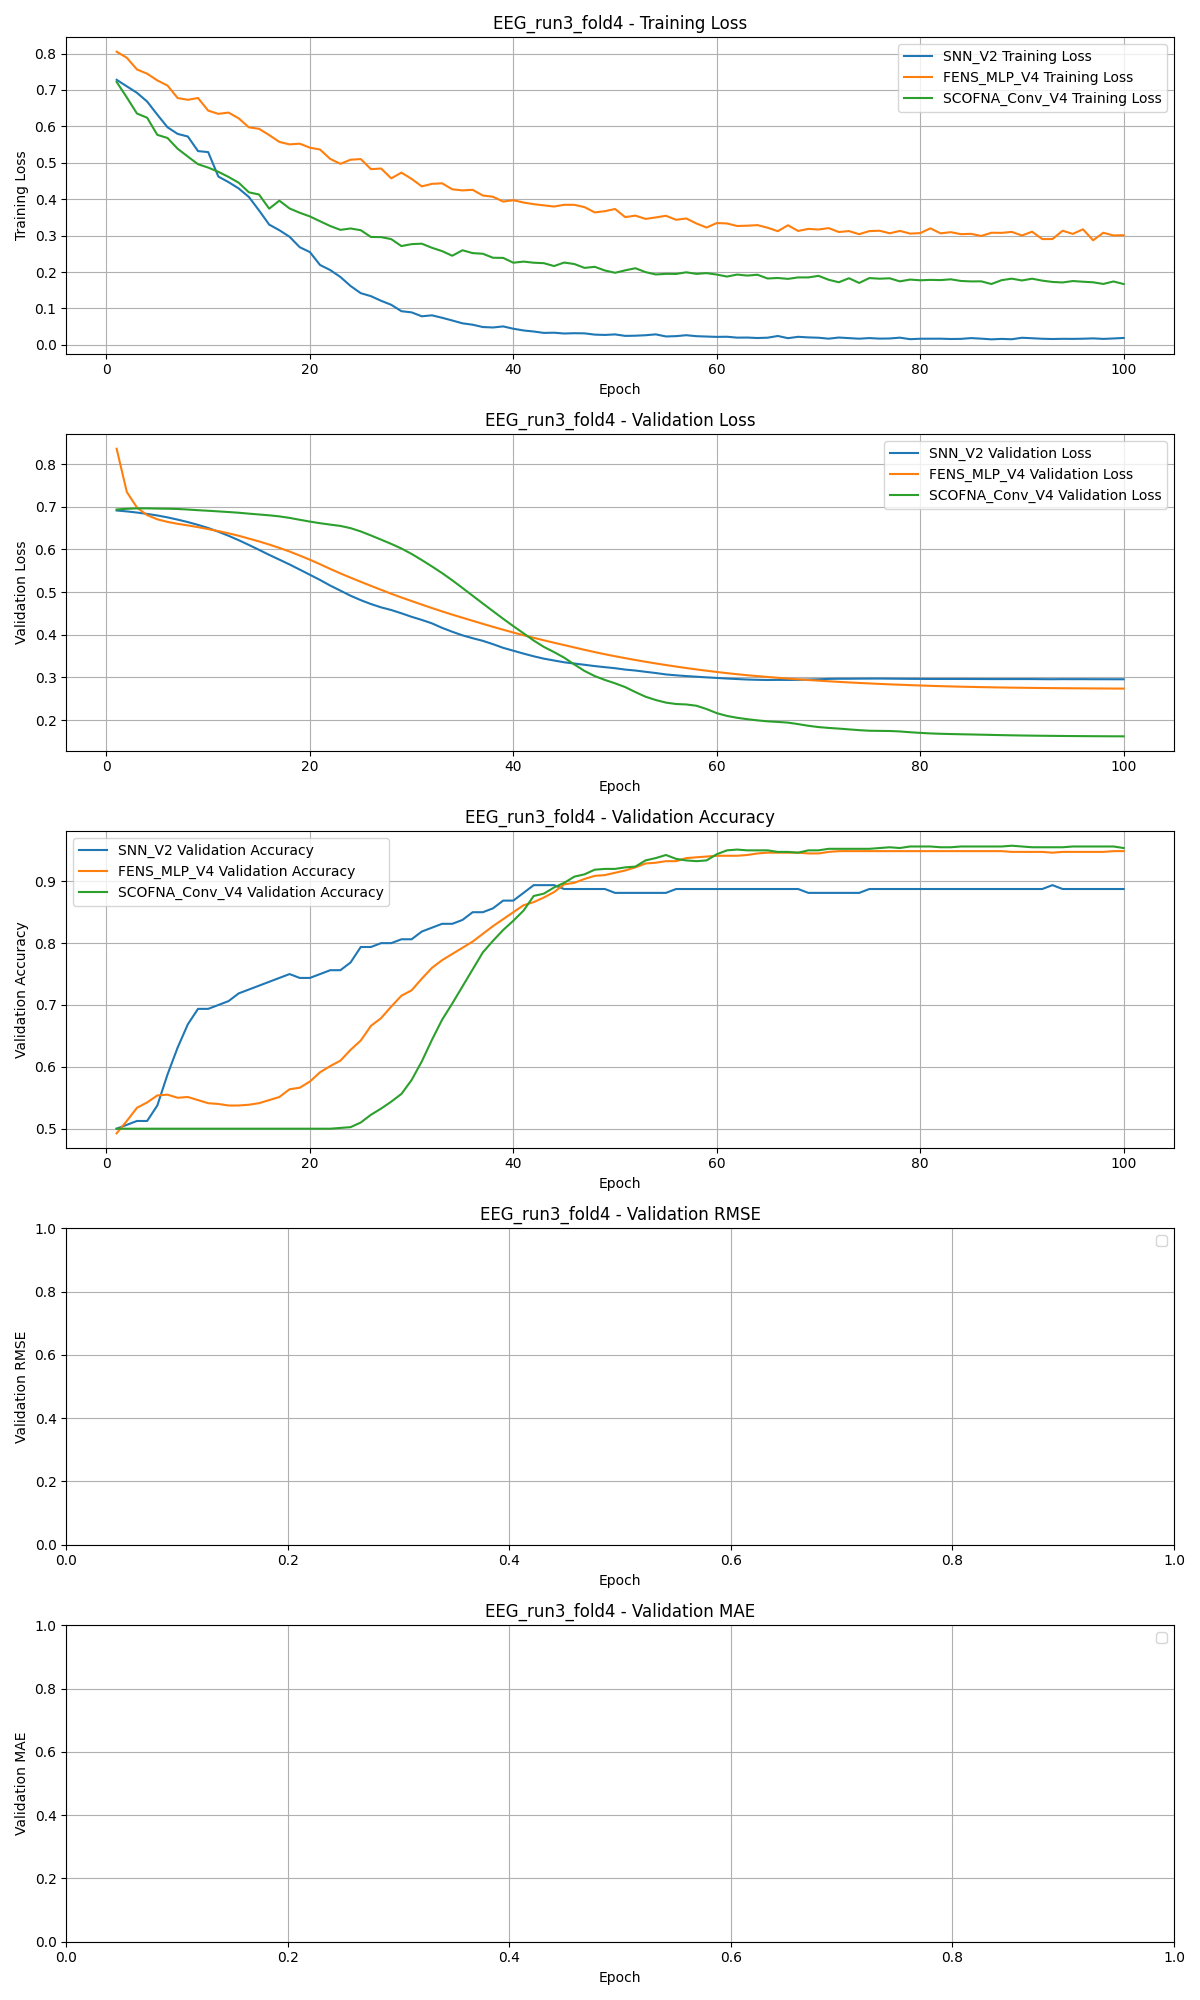 EEG_run3_fold4 - Training Loss
SNN_V2 Training Loss
FENS_MLP_V4 Training Loss
SCOFNA_Conv_V4 Training Loss
Training Loss
0.8
0.7
0.6
0.5
0.4
0.3
0.2
0.1
0.0
0 20 40 60 80 100
Epoch
EEG_run3_fold4 - Validation Loss
SNN_V2 Validation Loss
FENS_MLP_V4 Validation Loss
SCOFNA_Conv_V4 Validation Loss
Validation Loss
0.8
0.7
0.6
0.5
0.4
0.3
0.2
0 20 40 60 80 100
Epoch
EEG_run3_fold4 - Validation Accuracy
SNN_V2 Validation Accuracy
FENS_MLP_V4 Validation Accuracy
SCOFNA_Conv_V4 Validation Accuracy
Validation Accuracy
0.9
0.8
0.7
0.6
0.5
0 20 40 60 80 100
Epoch
EEG_run3_fold4 - Validation RMSE
Validation RMSE
1.0
0.8
0.6
0.4
0.2
0.0
0.0 0.2 0.4 0.6 0.8 1.0
Epoch
EEG_run3_fold4 - Validation MAE
Validation MAE
1.0
0.8
0.6
0.4
0.2
0.0
0.0 0.2 0.4 0.6 0.8 1.0
Epoch